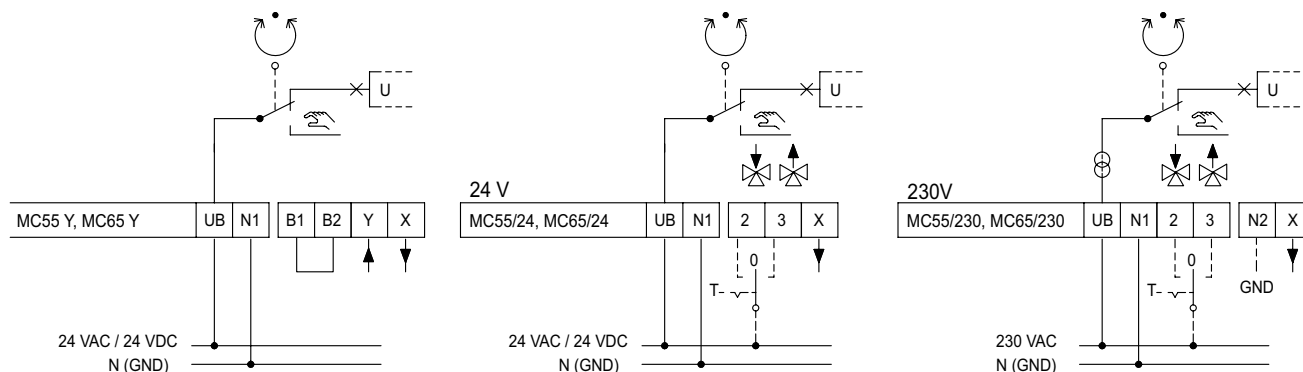 U
MC55 Y, MC65 Y UB N1 B1 B2 Y X
24 VAC / 24 VDC
N (GND)
U
24 V
MC55/24, MC65/24 UB N1 2 3 X
0
T
24 VAC / 24 VDC
N (GND)
U
230V
MC55/230, MC65/230 UB N1 2 3 N2 X
0
T
GND
230 VAC
N (GND)